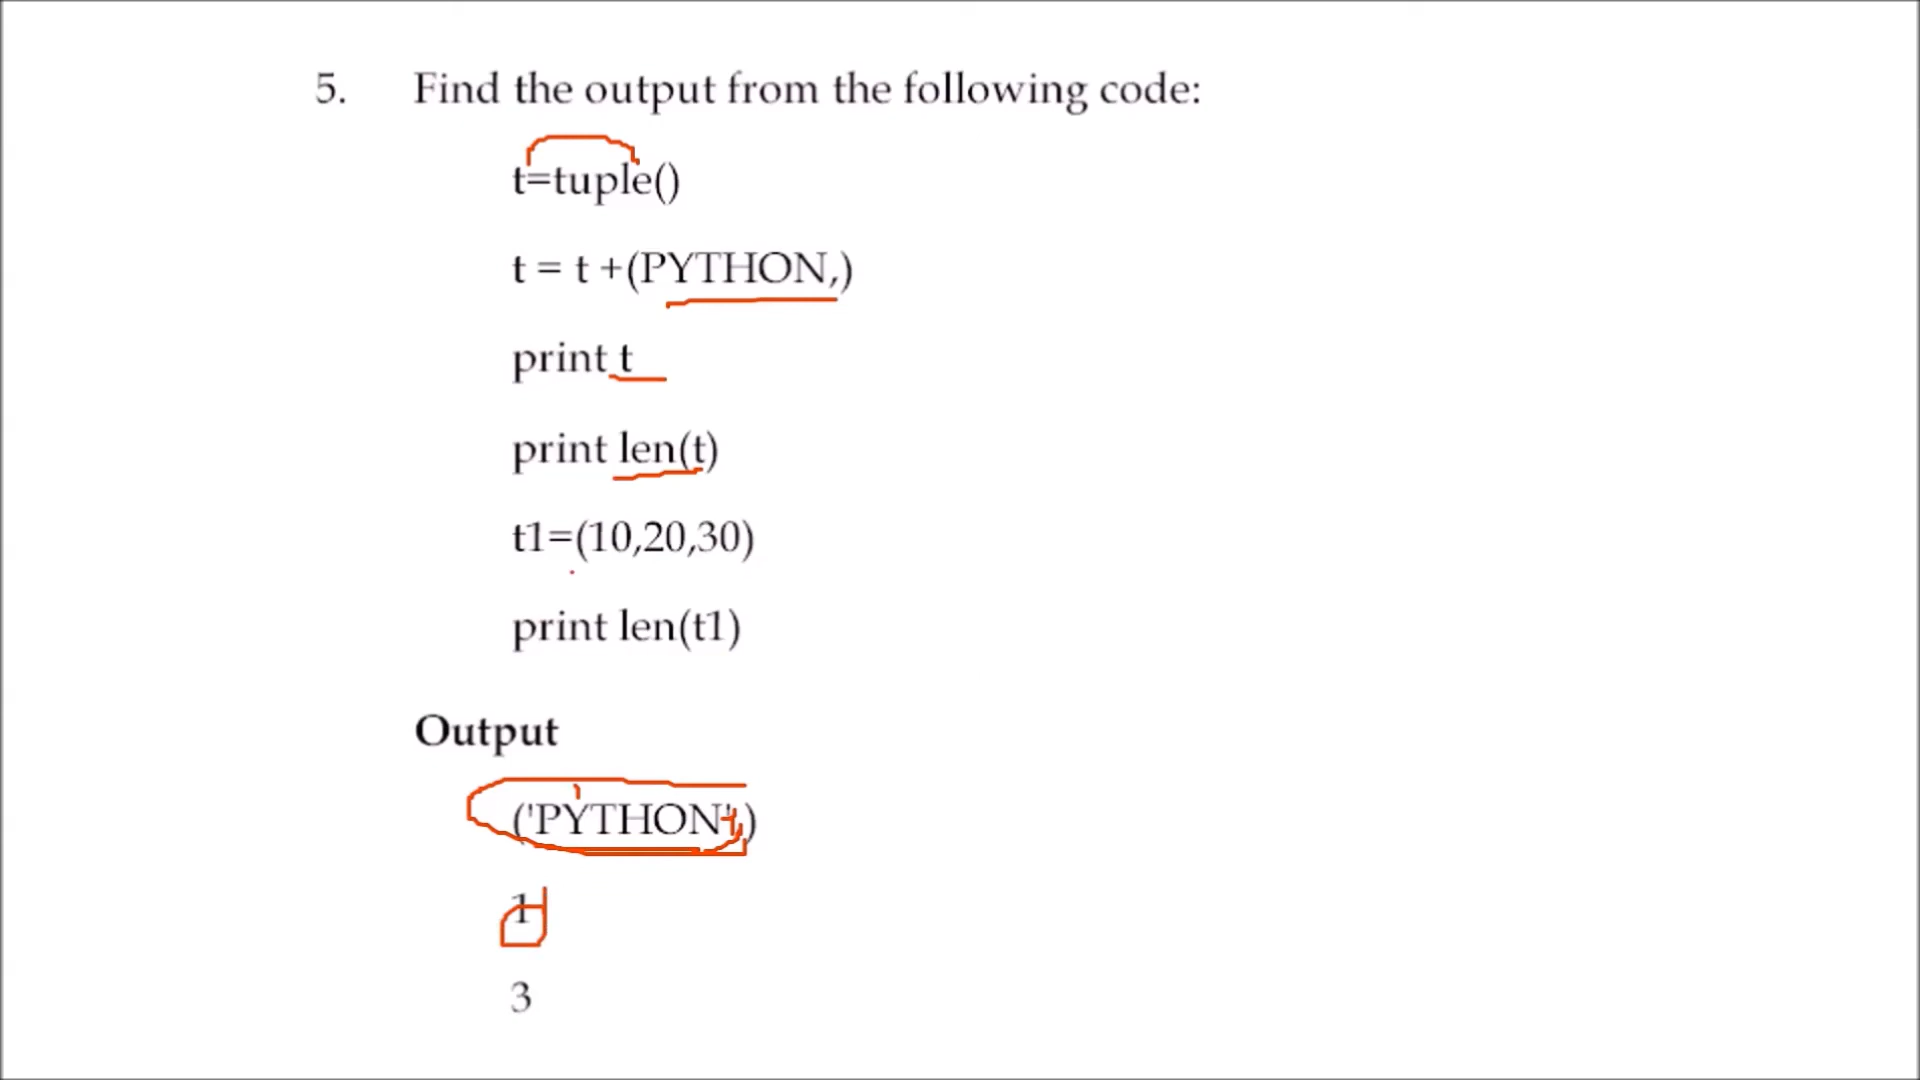 5. Find the output from the following code:
t=tuple()
t = t +(PYTHON,)
print t
print len(t)
t1=(10,20,30)
print len(t1)
Output
('PYTHON',)
1
3